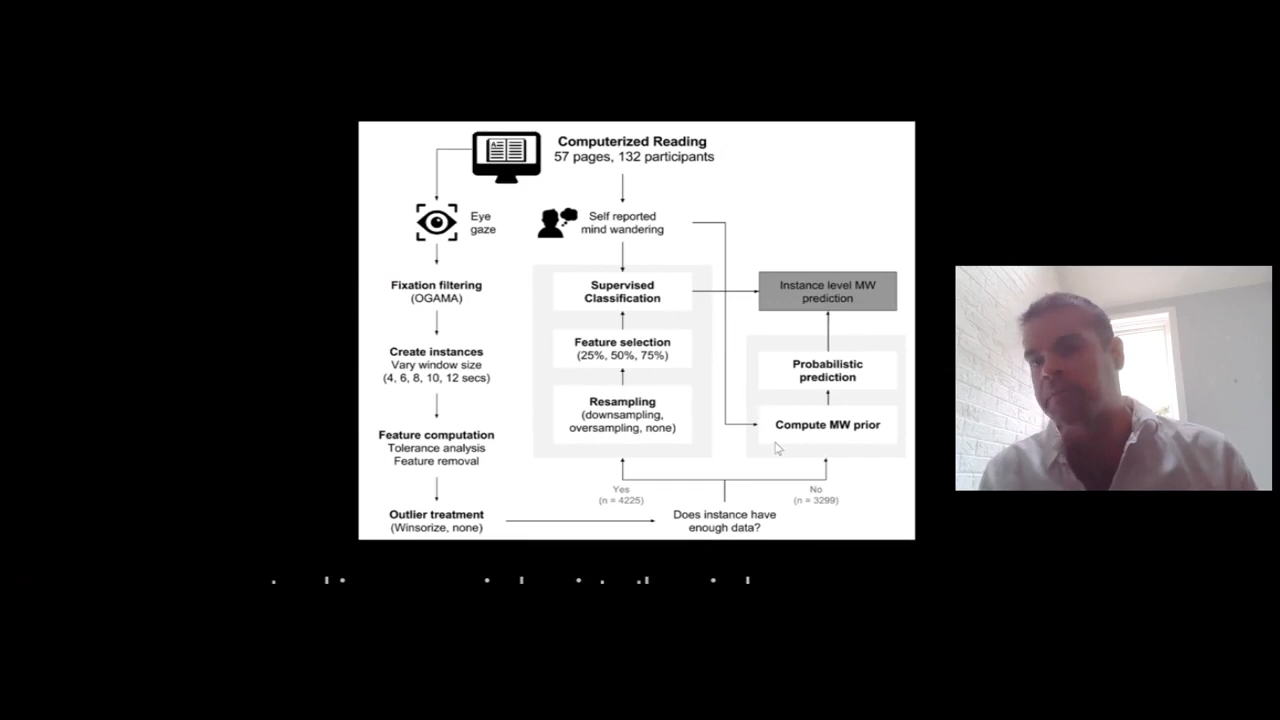 Computerized Reading
57 pages, 132 participants
Eye
gaze
Self reported
mind wandering
Fixation filtering
(OGAMA)
Supervised
Classification
Instance level MW
prediction
Create instances
Vary window size
(4, 6, 8, 10, 12 secs)
Feature selection
(25%, 50%, 75%)
Probabilistic
prediction
Resampling
(downsampling,
oversampling, none)
Compute MW prior
Feature computation
Tolerance analysis
Feature removal
Yes
(n = 4225)
No
(n = 3299)
Outlier treatment
(Winsorize, none)
Does instance have
enough data?